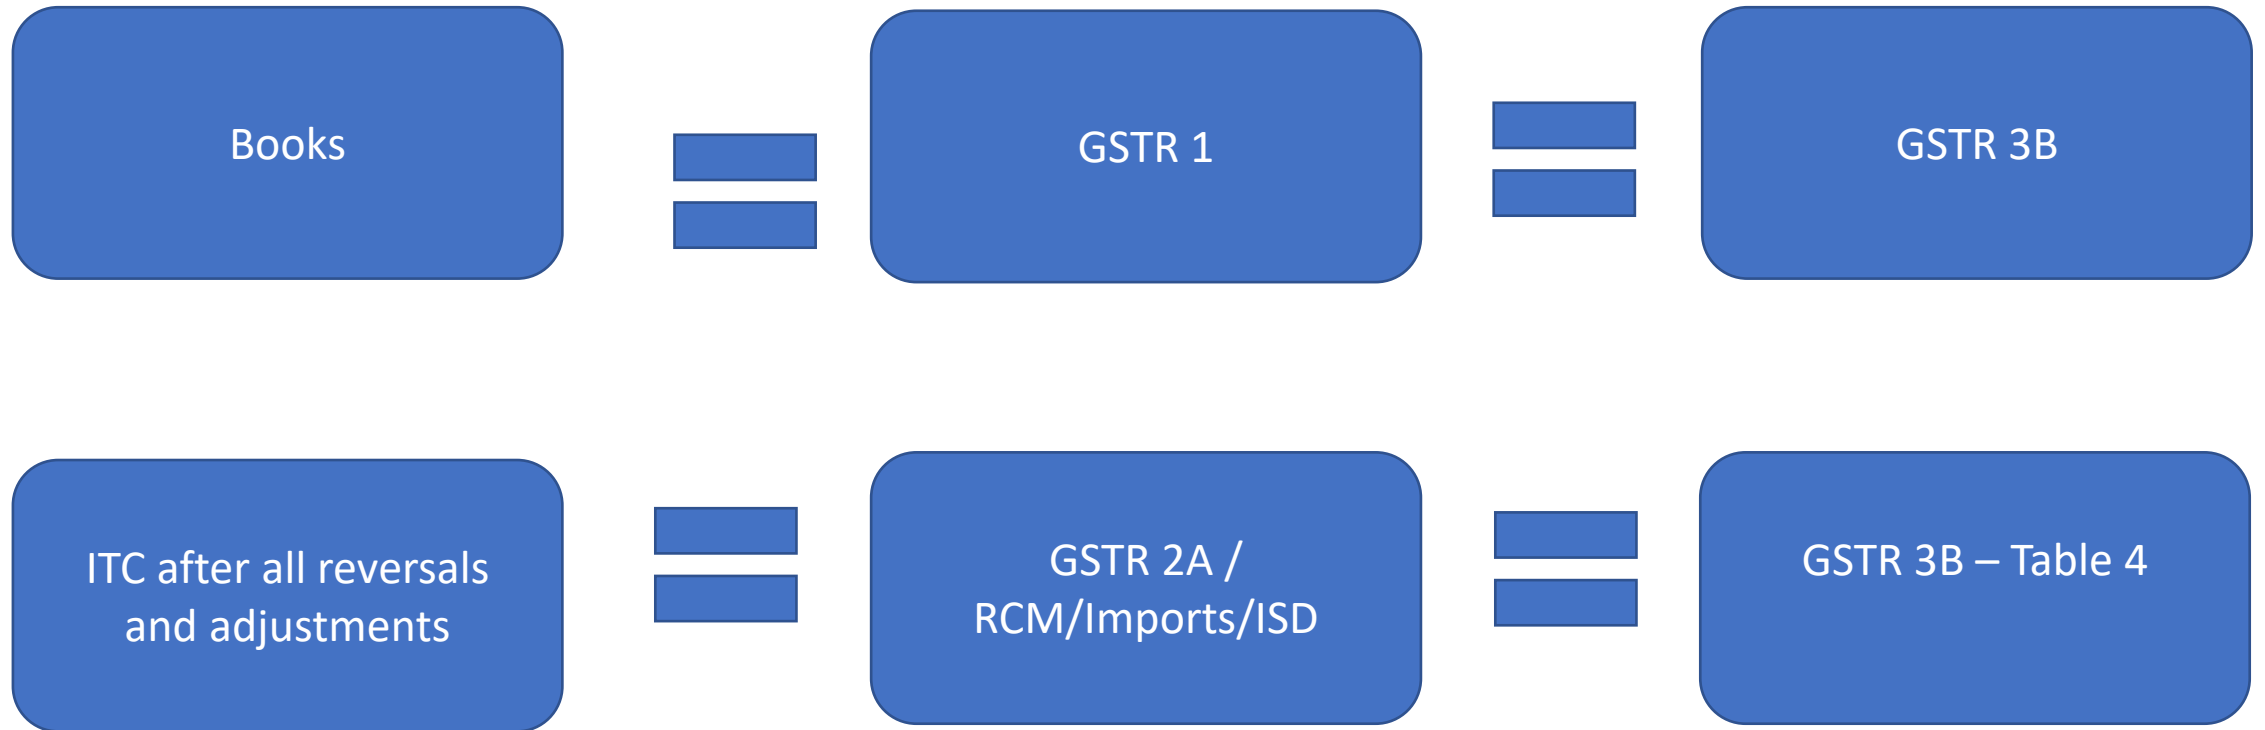 Books
GSTR 1
GSTR 3B
ITC after all reversals
and adjustments
GSTR 2A /
RCM/Imports/ISD
GSTR 3B – Table 4